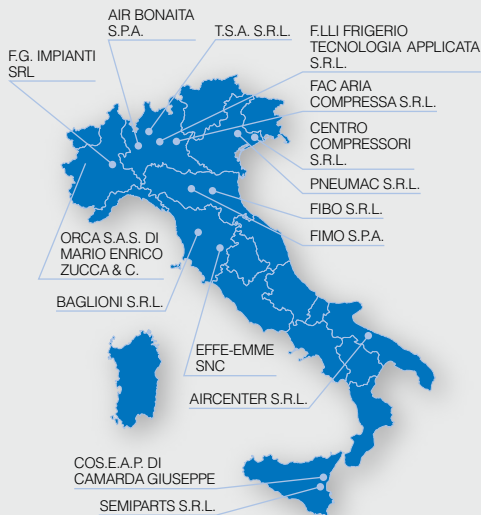 AIR BONAITA
S.P.A.
T.S.A. S.R.L.
F.LLI FRIGERIO
TECNOLOGIA APPLICATA
S.R.L.
F.G. IMPIANTI
SRL
FAC ARIA
COMPRESSA S.R.L.
CENTRO
COMPRESSORI
S.R.L.
PNEUMAC S.R.L.
FIBO S.R.L.
FIMO S.P.A.
ORCA S.A.S. DI
MARIO ENRICO
ZUCCA & C.
BAGLIONI S.R.L.
EFFE-EMME
SNC
AIRCENTER S.R.L.
COS.E.A.P. DI
CAMARDA GIUSEPPE
SEMIPARTS S.R.L.